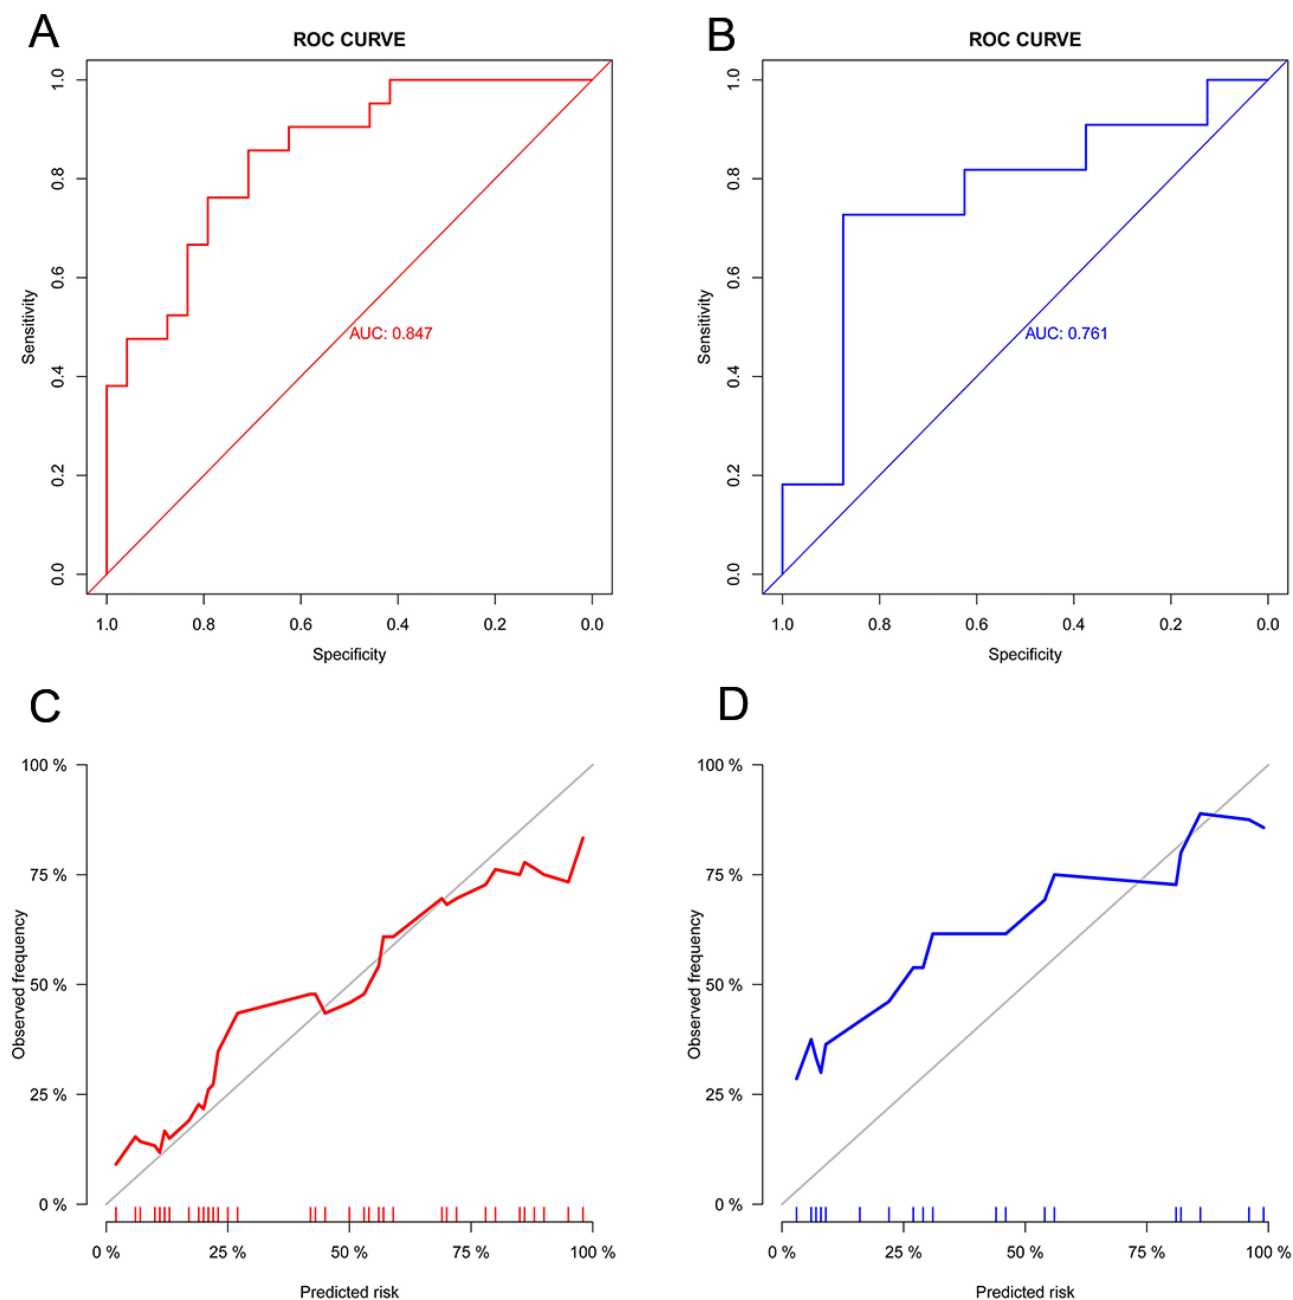 A
ROC CURVE
1.0
0.8
0.6
0.4
0.2
0.0
Sensitivity
AUC: 0.847
1.0 0.8 0.6 0.4 0.2 0.0
Specificity
B
ROC CURVE
1.0
0.8
0.6
0.4
0.2
0.0
Sensitivity
AUC: 0.761
1.0 0.8 0.6 0.4 0.2 0.0
Specificity
C
100 %
75 %
50 %
25 %
0 %
Observed frequency
0 % 25 % 50 % 75 % 100 %
Predicted risk
D
100 %
75 %
50 %
25 %
0 %
Observed frequency
0 % 25 % 50 % 75 % 100 %
Predicted risk